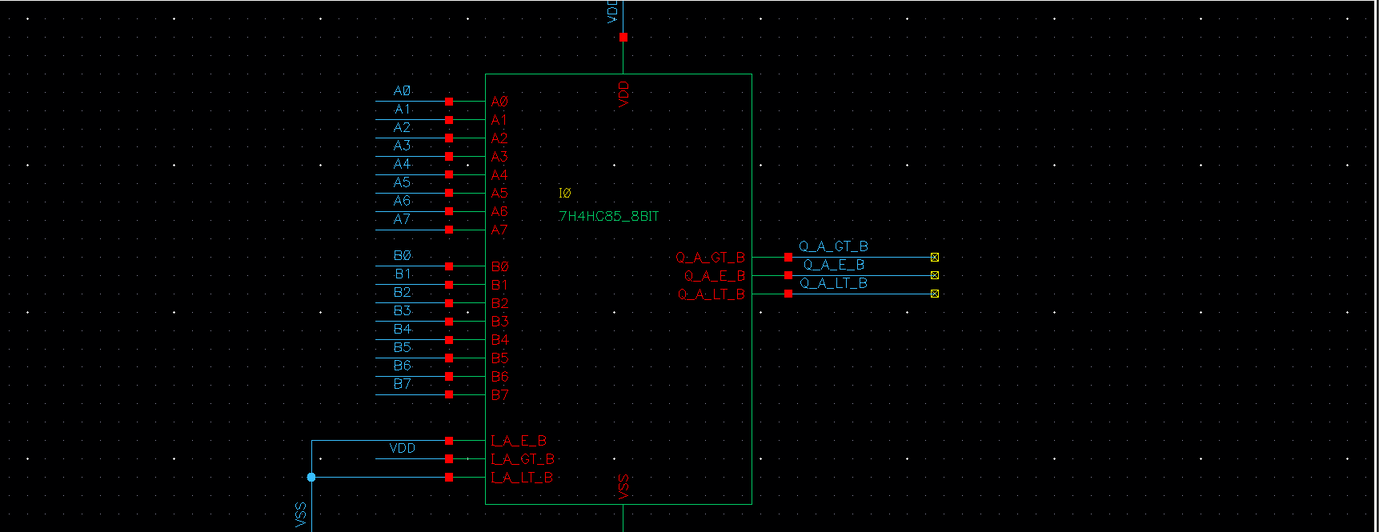 VDD
VDD
A0
A0
A1
A1
A2
A2
A3
A3
A4
A4
A5
A5
A6
A6
A7
A7
I0
7H4HC85_8BIT
B0
B0
B1
B1
B2
B2
B3
B3
B4
B4
B5
B5
B6
B6
B7
B7
Q_A_GT_B
Q_A_GT_B
Q_A_E_B
Q_A_E_B
Q_A_LT_B
Q_A_LT_B
I_A_E_B
VDD
I_A_GT_B
I_A_LT_B
VSS
VSS